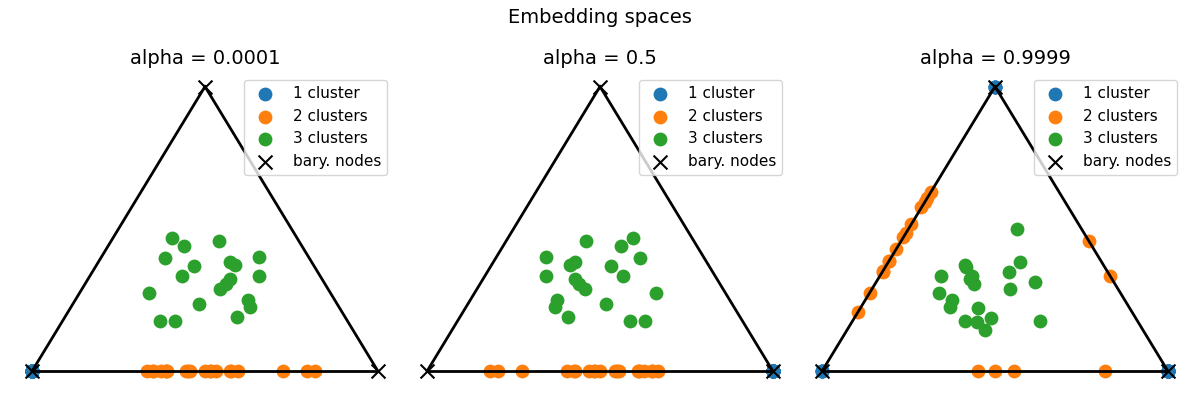 Embedding spaces
alpha = 0.0001
1 cluster
2 clusters
3 clusters
bary. nodes
alpha = 0.5
1 cluster
2 clusters
3 clusters
bary. nodes
alpha = 0.9999
1 cluster
2 clusters
3 clusters
bary. nodes